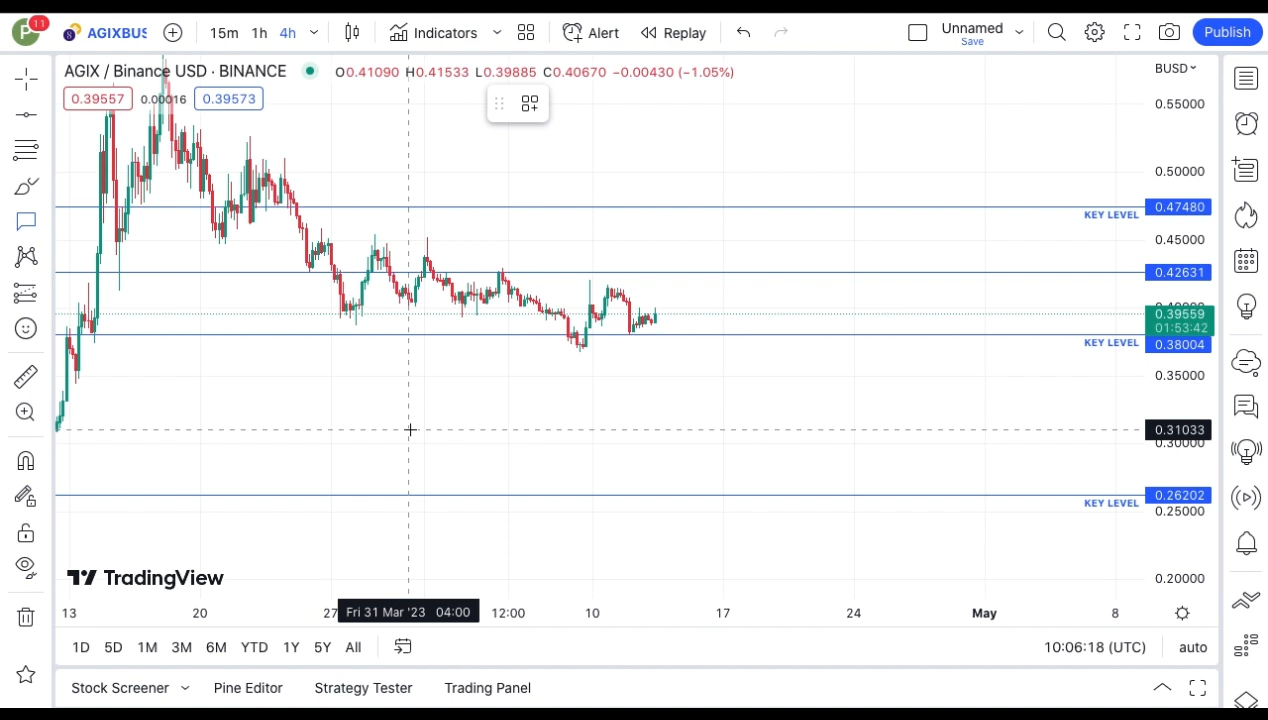 P 11 AGIXBUS 15m 1h 4h Indicators Alert Replay Unnamed Save Publish
AGIX / Binance USD · BINANCE O0.41090 H0.41533 L0.39885 C0.40670 −0.00430 (−1.05%) BUSD
0.39557 0.00016 0.39573
0.55000
0.50000
0.47480
KEY LEVEL
0.45000
0.42631
0.39559
01:53:42
KEY LEVEL 0.38004
0.35000
0.31033
0.30000
0.26202
KEY LEVEL
0.25000
TradingView 0.20000
13 20 27 Fri 31 Mar '23 04:00 12:00 10 17 24 May 8
1D 5D 1M 3M 6M YTD 1Y 5Y All 10:06:18 (UTC) auto
Stock Screener Pine Editor Strategy Tester Trading Panel